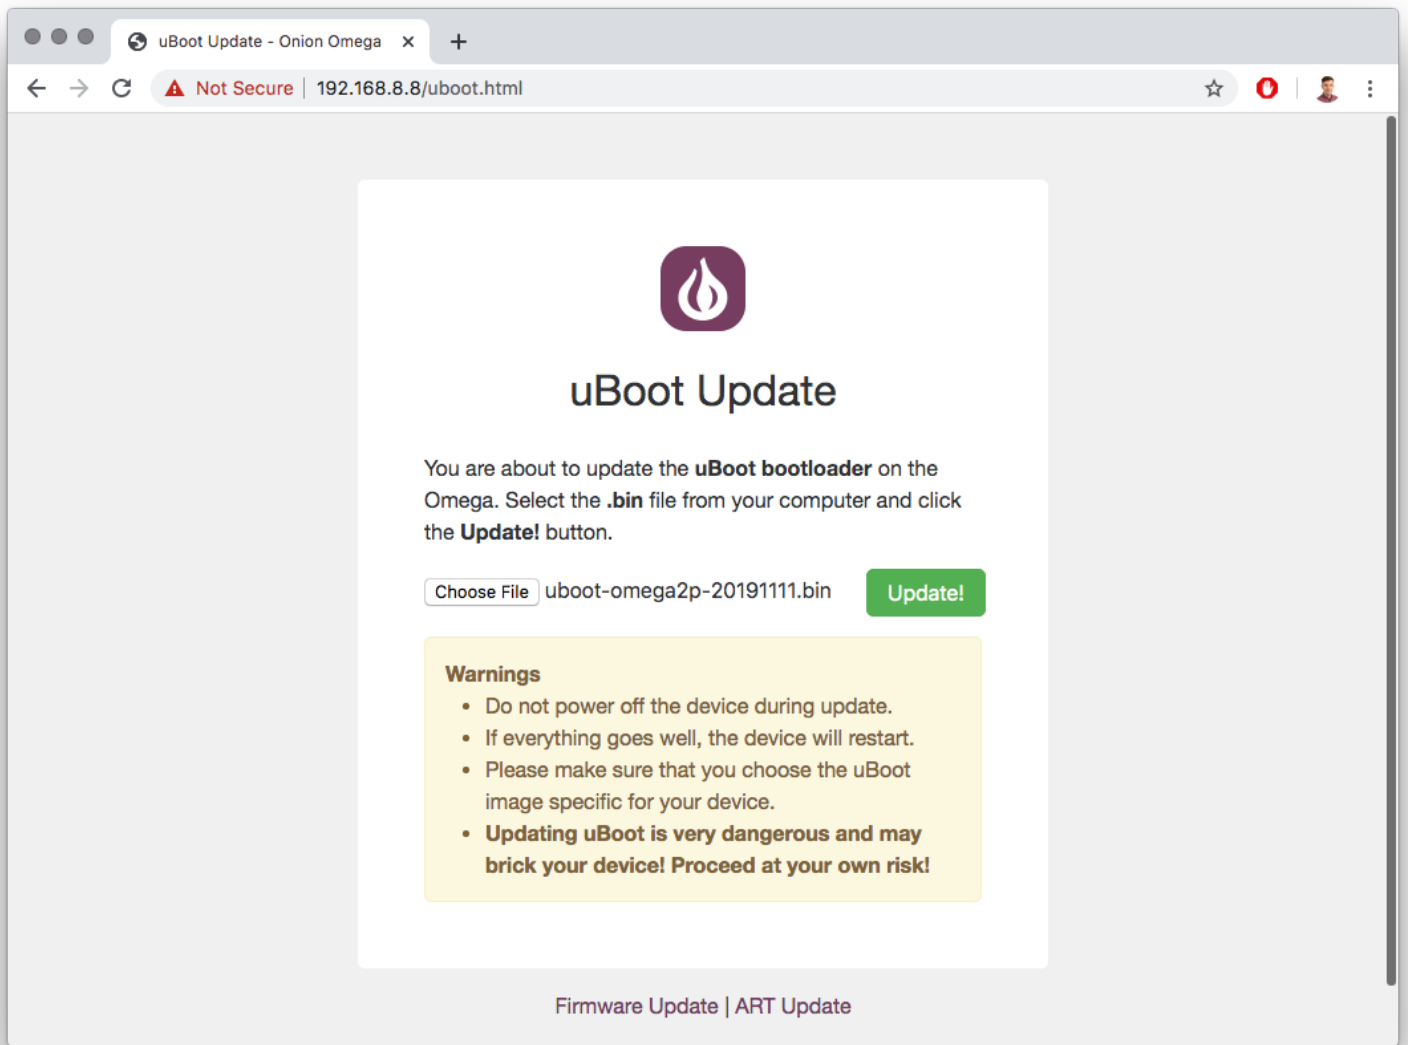 uBoot Update - Onion Omega
Not Secure | 192.168.8.8/uboot.html
uBoot Update
You are about to update the uBoot bootloader on the
Omega. Select the .bin file from your computer and click
the Update! button.
Choose File uboot-omega2p-20191111.bin Update!
Warnings
• Do not power off the device during update.
• If everything goes well, the device will restart.
• Please make sure that you choose the uBoot
image specific for your device.
• Updating uBoot is very dangerous and may
brick your device! Proceed at your own risk!
Firmware Update | ART Update